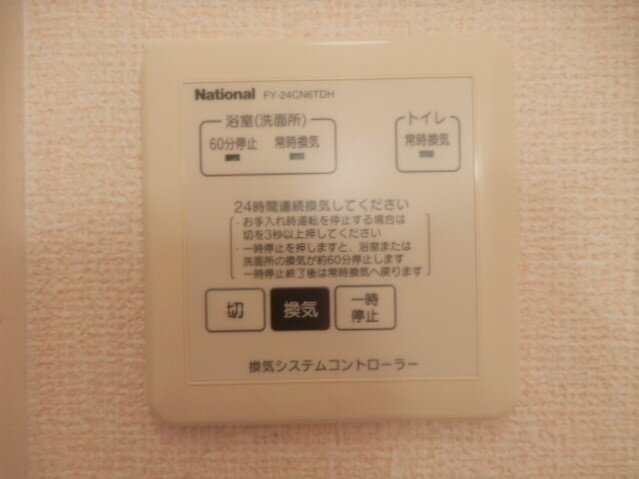 National FY-24CN6TDH
浴室(洗面所)
トイレ
60分停止 常時換気
常時換気
24時間連続換気してください
・お手入れ時運転を停止する場合は
切を3秒以上押してください
・一時停止を押しますと、浴室または
洗面所の換気が約60分停止します
一時停止終了後は常時換気へ戻ります
切 換気 一時
停止
換気システムコントローラー